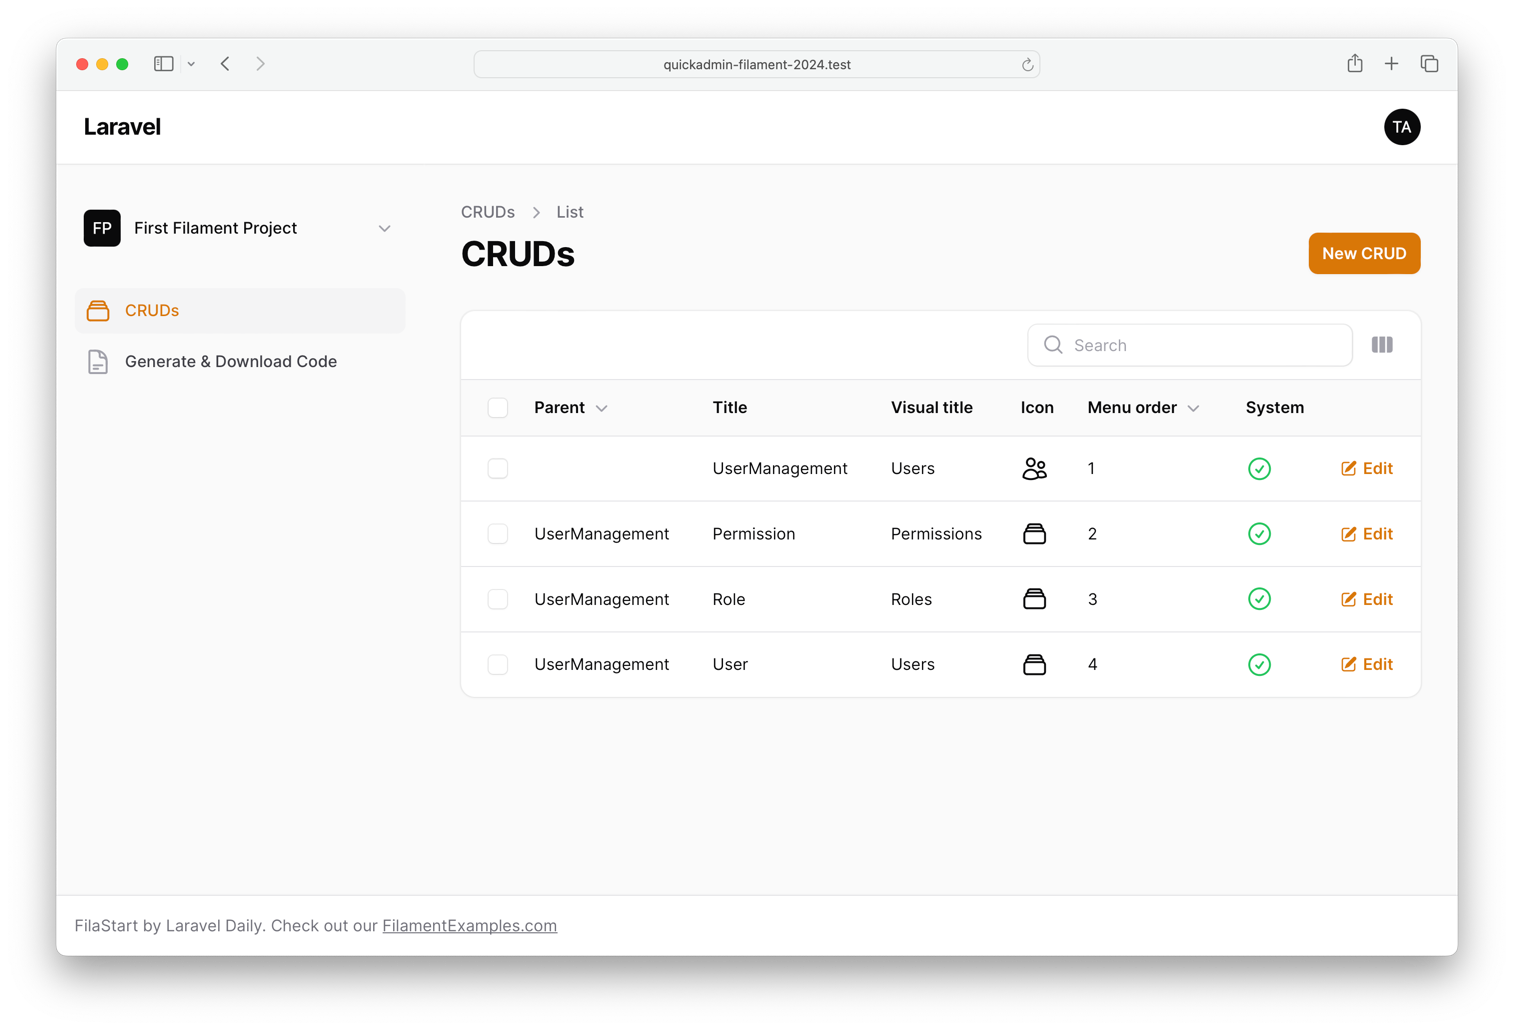 quickadmin-filament-2024.test
Laravel
TA
FP First Filament Project
CRUDs
Generate & Download Code
CRUDs List
CRUDs
New CRUD
Search
Parent Title Visual title Icon Menu order System
UserManagement Users 1 Edit
UserManagement Permission Permissions 2 Edit
UserManagement Role Roles 3 Edit
UserManagement User Users 4 Edit
FilaStart by Laravel Daily. Check out our FilamentExamples.com